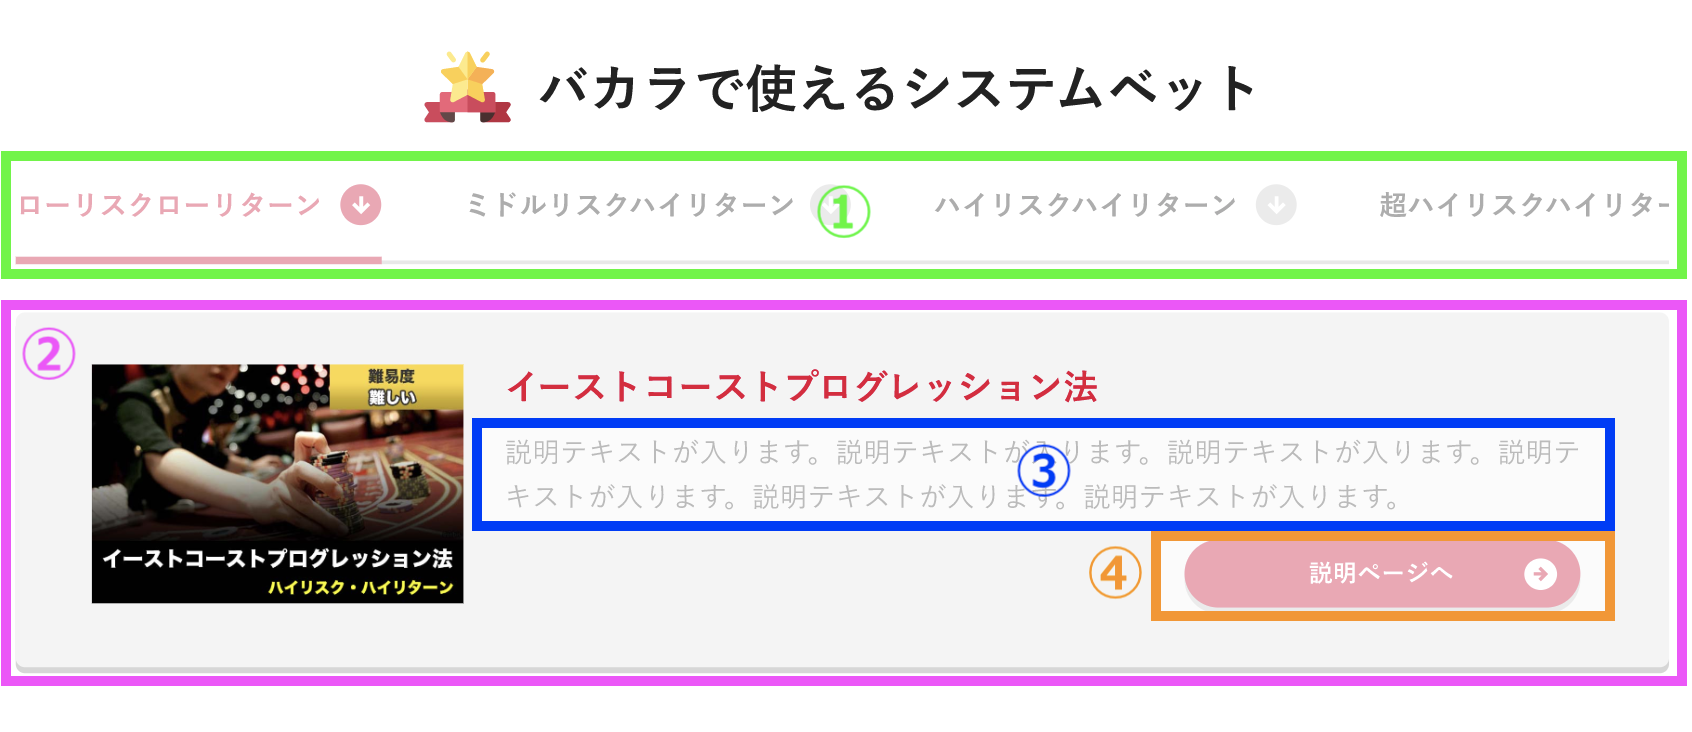 バカラで使えるシステムベット
ローリスクローリターン
ミドルリスクハイリターン
①
ハイリスクハイリターン
超ハイリスクハイリター
②
難易度
難しい
イーストコーストプログレッション法
ハイリスク・ハイリターン
イーストコーストプログレッション法
説明テキストが入ります。説明テキストが入ります。説明テキストが入ります。説明テ
キストが入ります。説明テキストが入ります。説明テキストが入ります。
③
④
説明ページへ